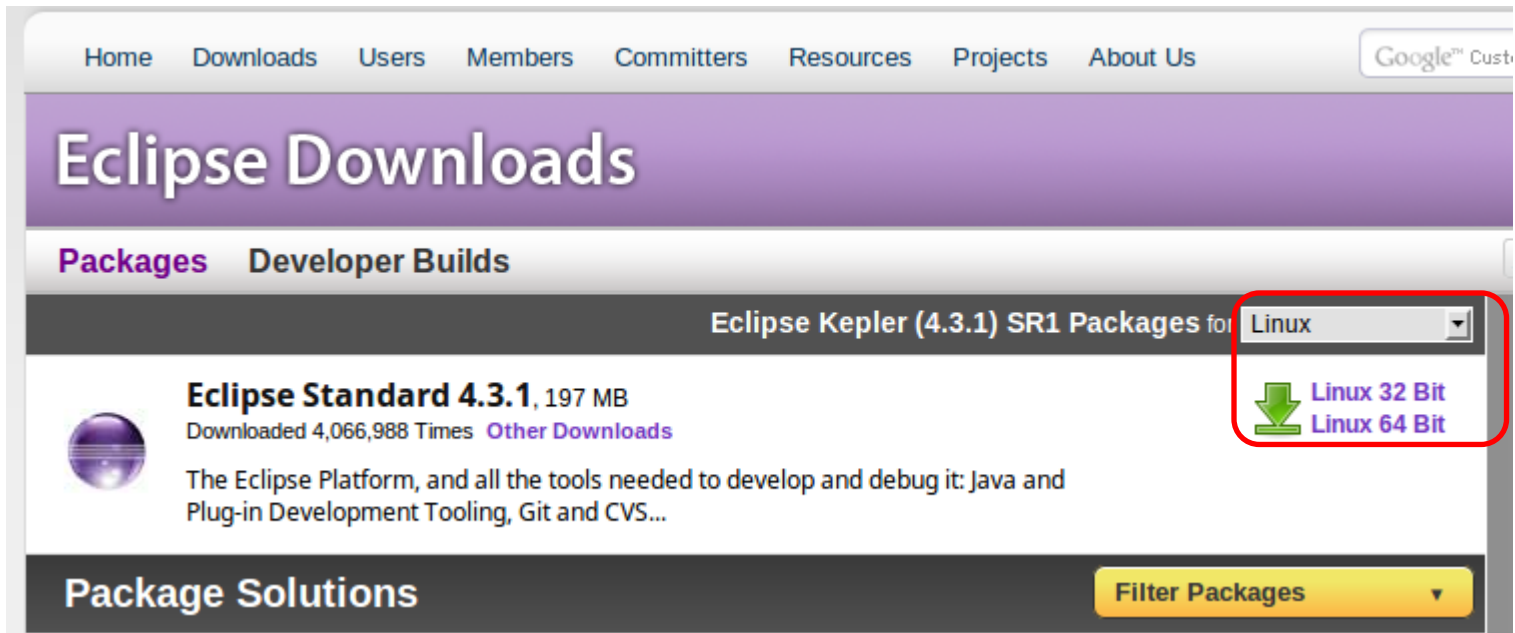 Home Downloads Users Members Committers Resources Projects About Us Google™
Eclipse Downloads
Packages Developer Builds
Eclipse Kepler (4.3.1) SR1 Packages for Linux
Eclipse Standard 4.3.1, 197 MB
Downloaded 4,066,988 Times Other Downloads
The Eclipse Platform, and all the tools needed to develop and debug it: Java and
Plug-in Development Tooling, Git and CVS...
Linux 32 Bit
Linux 64 Bit
Package Solutions
Filter Packages